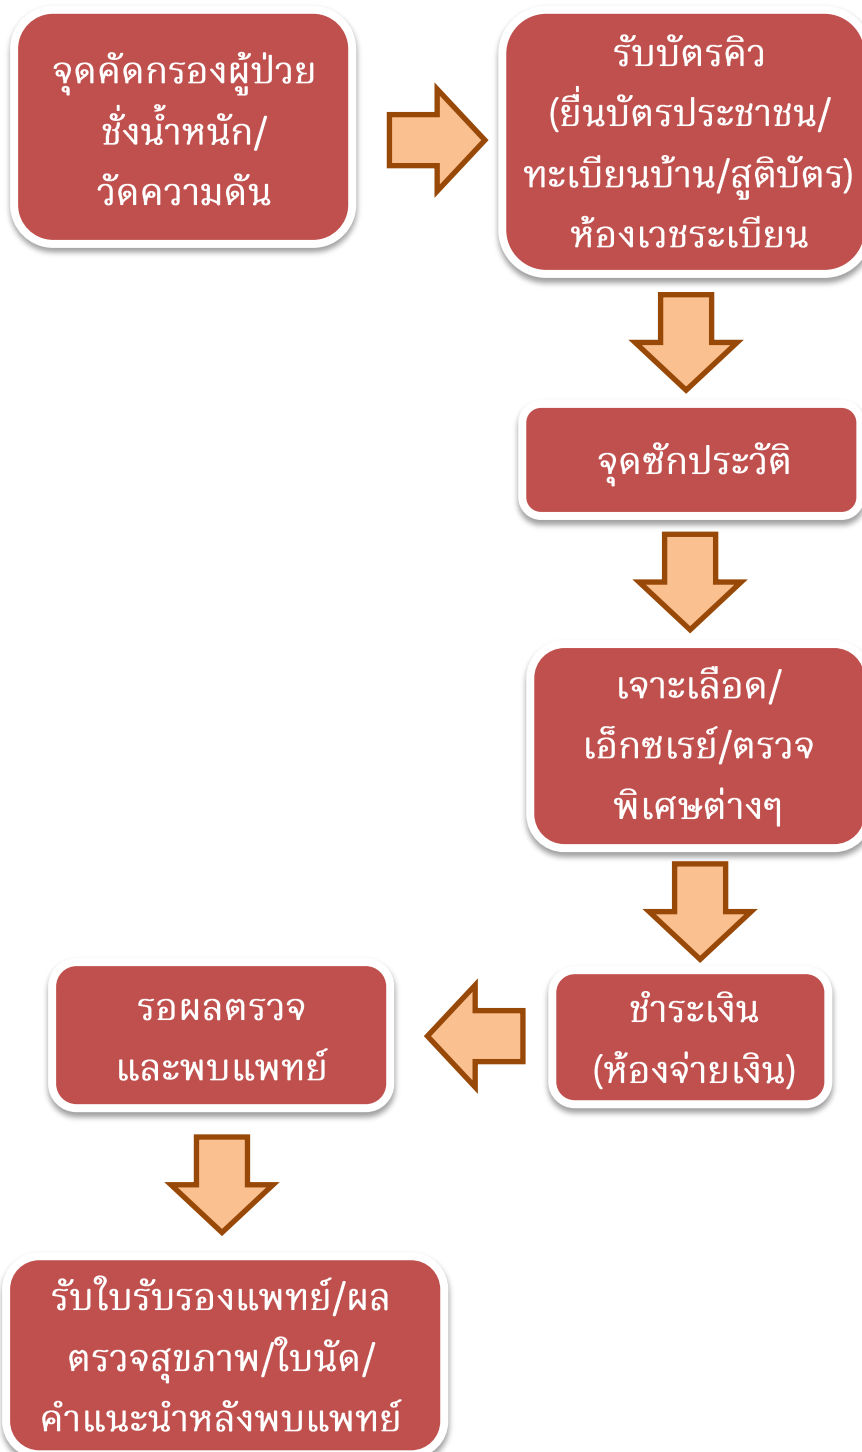 จุดคัดกรองผู้ป่วย
ชั่งน้ำหนัก/
วัดความดัน
รับบัตรคิว
(ยื่นบัตรประชาชน/
ทะเบียนบ้าน/สูติบัตร)
ห้องเวชระเบียน
จุดซักประวัติ
เจาะเลือด/
เอ็กซเรย์/ตรวจ
พิเศษต่างๆ
ชำระเงิน
(ห้องจ่ายเงิน)
รอผลตรวจ
และพบแพทย์
รับใบรับรองแพทย์/ผล
ตรวจสุขภาพ/ใบนัด/
คำแนะนำหลังพบแพทย์